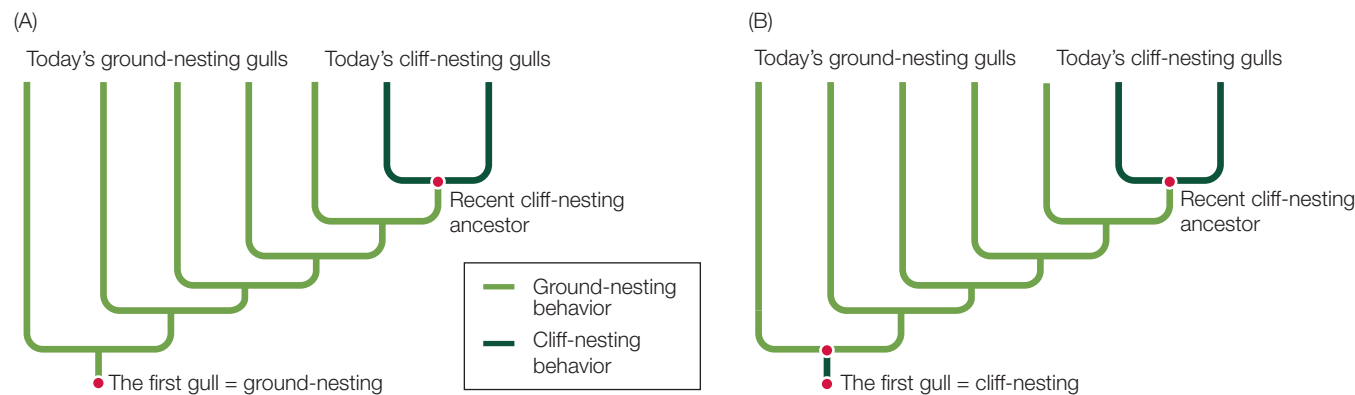 (A)
Today's ground-nesting gulls
Today's cliff-nesting gulls
Recent cliff-nesting
ancestor
Ground-nesting
behavior
Cliff-nesting
behavior
The first gull = ground-nesting
(B)
Today's ground-nesting gulls
Today's cliff-nesting gulls
Recent cliff-nesting
ancestor
The first gull = cliff-nesting